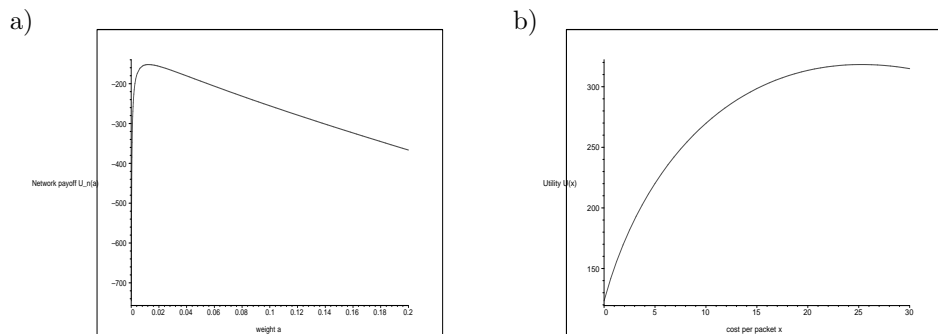 a)
−200
−300
−400
−500
−600
−700
Network payoff U_n(a)
0 0.02 0.04 0.06 0.08 0.1 0.12 0.14 0.16 0.18 0.2
weight a
b)
300
250
200
150
Utility U(x)
0 5 10 15 20 25 30
cost per packet x